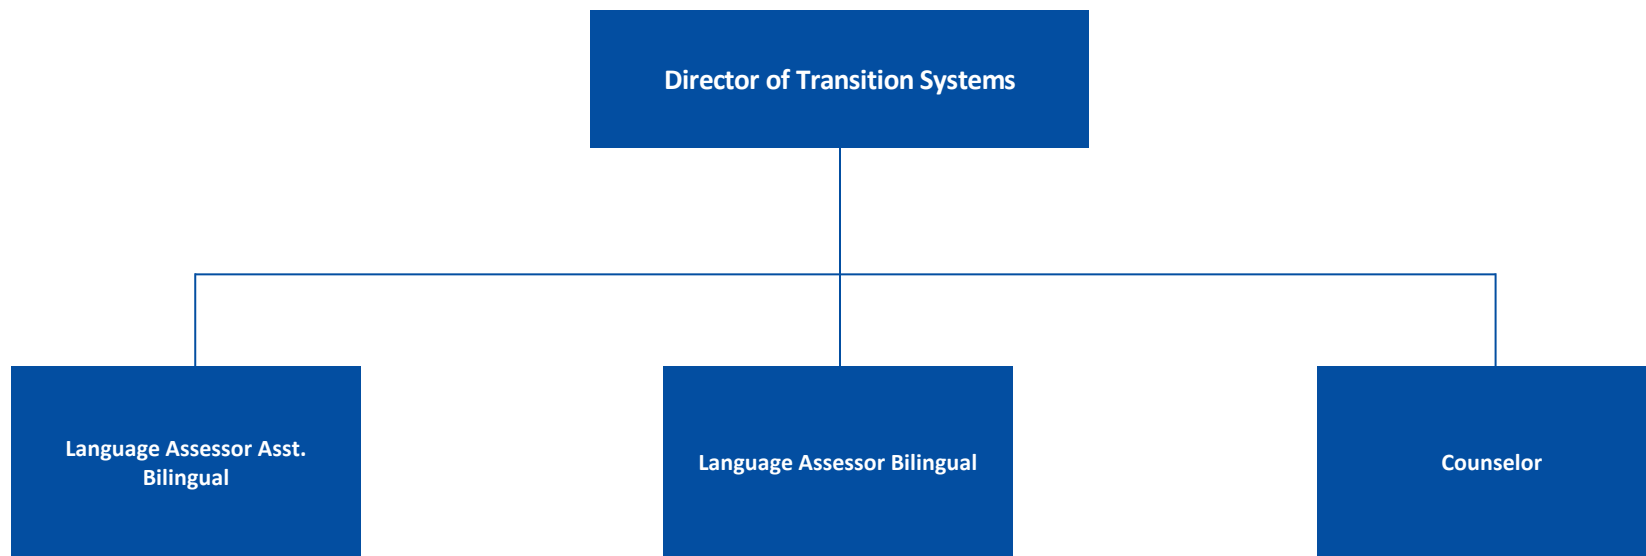 Director of Transition Systems
Language Assessor Asst.
Bilingual
Language Assessor Bilingual
Counselor